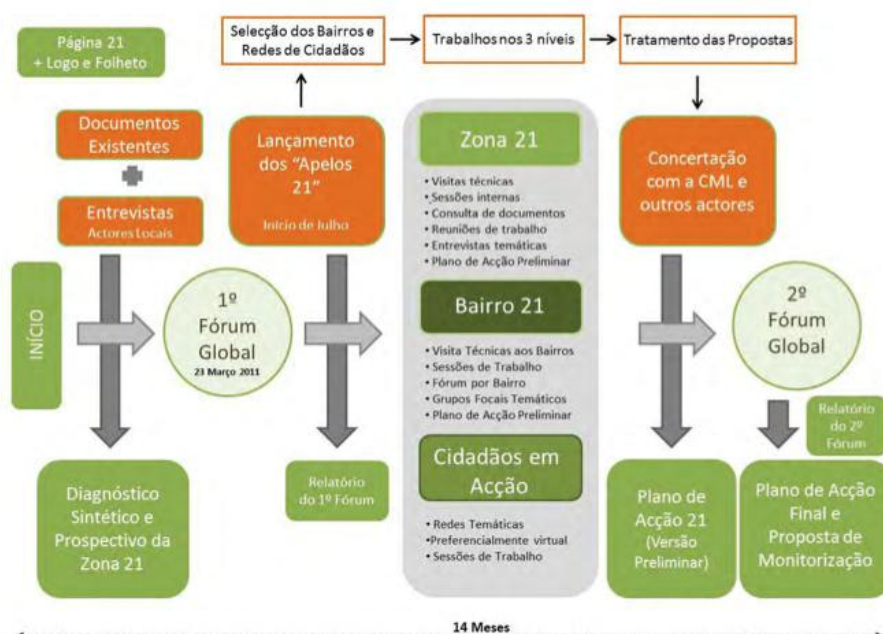 Página 21
+ Logo e Folheto
Selecção dos Bairros e
Redes de Cidadãos
Trabalhos nos 3 níveis
Tratamento das Propostas
Documentos
Existentes
Entrevistas
Actores Locais
Lançamento
dos “Apelos
21”
Início de Julho
Zona 21
• Visitas técnicas
• Sessões internas
• Consulta de documentos
• Reuniões de trabalho
• Entrevistas temáticas
• Plano de Acção Preliminar
Concertação
com a CML e
outros actores
INÍCIO
1º
Fórum
Global
23 Março 2011
Bairro 21
• Visita Técnicas aos Bairros
• Sessões de Trabalho
• Fórum por Bairro
• Grupos Focais Temáticos
• Plano de Acção Preliminar
2º
Fórum
Global
Relatório
do 2º
Fórum
Diagnóstico
Sintético e
Prospectivo da
Zona 21
Relatório
do 1º Fórum
Cidadãos em
Acção
• Redes Temáticas
•Preferencialmente virtual
• Sessões de Trabalho
Plano de
Acção 21
(Versão
Preliminar)
Plano de Acção
Final e
Proposta de
Monitorização
14 Meses